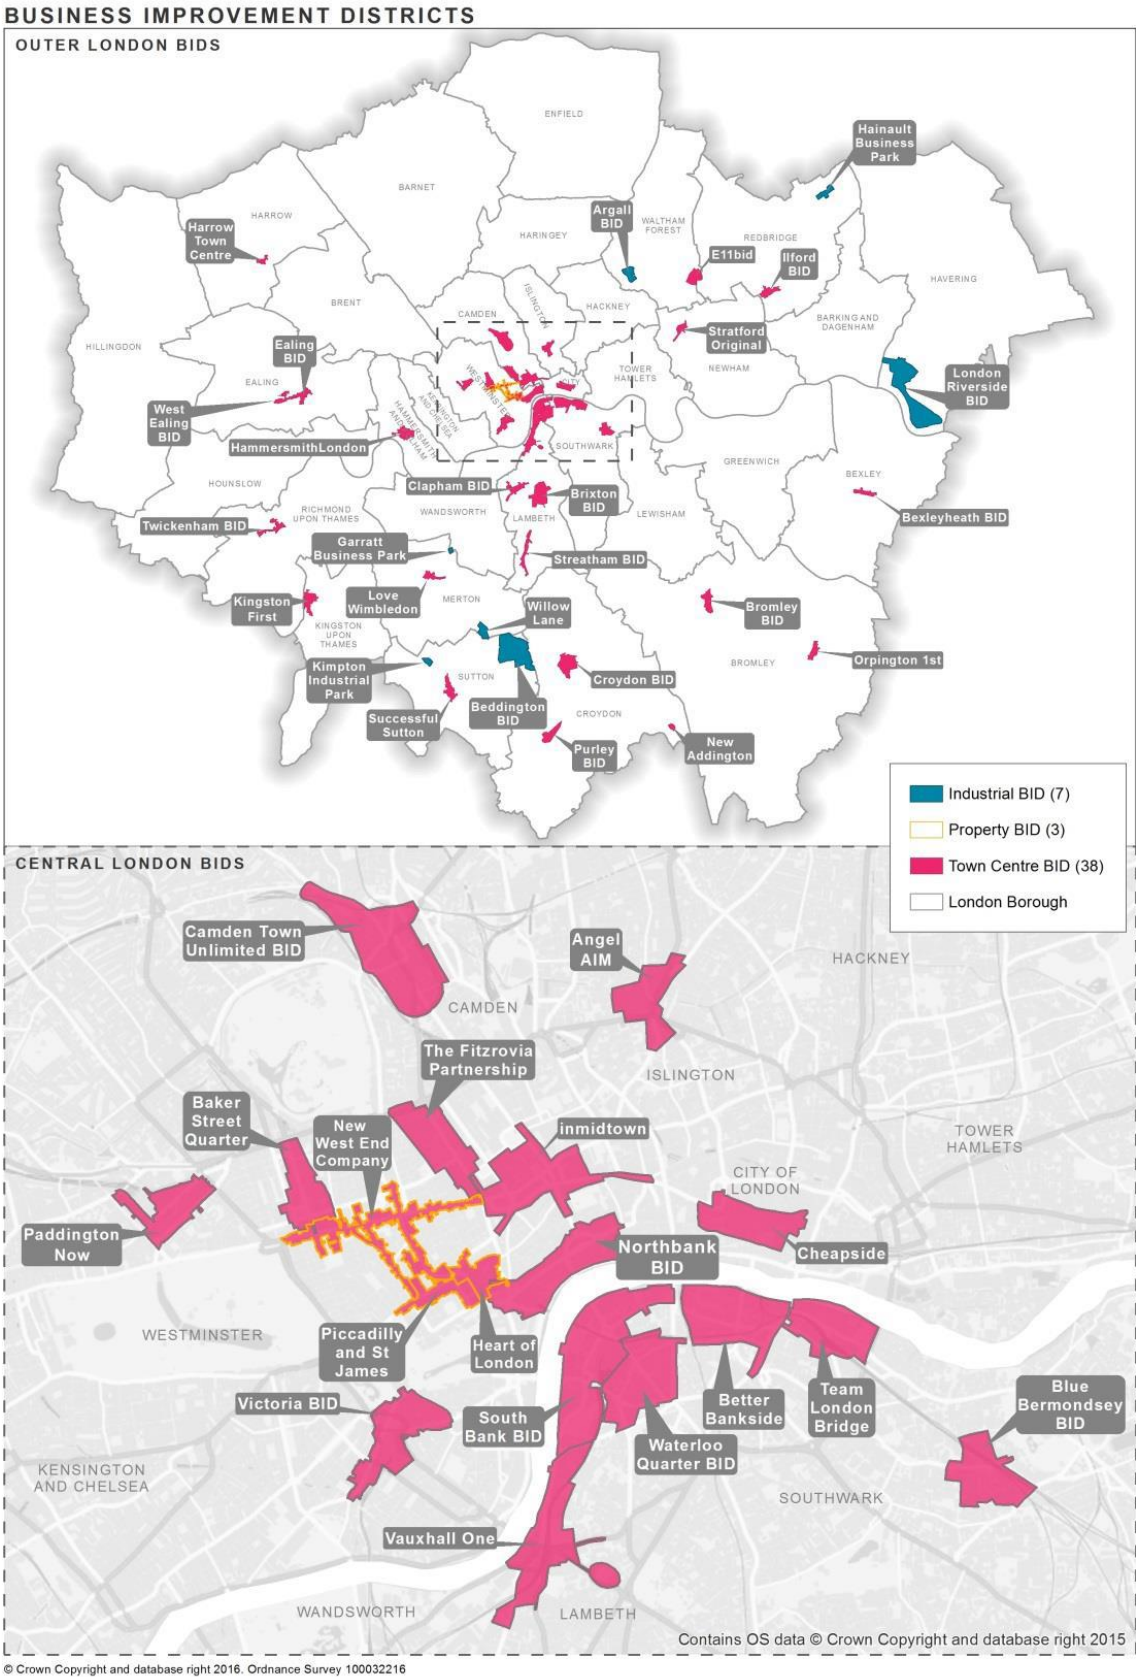 BUSINESS IMPROVEMENT DISTRICTS
OUTER LONDON BIDS
ENFIELD
Hainault
Business
Park
BARNET
HARROW
Harrow
Town
Centre
Argall
BID
WALTHAM
FOREST
HARINGEY
REDBRIDGE
E11bid
Ilford
BID
HAVERING
BRENT
CAMDEN
ISLINGTON
HACKNEY
BARKING AND
DAGENHAM
HILLINGDON
Ealing
BID
Stratford
Original
NEWHAM
EALING
WESTMINSTER
CITY
TOWER
HAMLETS
London
Riverside
BID
West
Ealing
BID
KENSINGTON
AND CHELSEA
HAMMERSMITH
AND FULHAM
HammersmithLondon
SOUTHWARK
GREENWICH
BEXLEY
HOUNSLOW
Clapham BID
Brixton
BID
RICHMOND
UPON THAMES
WANDSWORTH
LAMBETH
LEWISHAM
Bexleyheath BID
Twickenham BID
Garratt
Business Park
Streatham BID
Kingston
First
Love
Wimbledon
MERTON
Willow
Lane
Bromley
BID
KINGSTON
UPON
THAMES
Kimpton
Industrial
Park
SUTTON
Croydon BID
BROMLEY
Orpington 1st
Successful
Sutton
Beddington
BID
CROYDON
Purley
BID
New
Addington
Industrial BID (7)
Property BID (3)
Town Centre BID (38)
London Borough
CENTRAL LONDON BIDS
Camden Town
Unlimited BID
Angel
AIM
HACKNEY
CAMDEN
The Fitzrovia
Partnership
ISLINGTON
Baker
Street
Quarter
New
West End
Company
inmidtown
TOWER
HAMLETS
CITY OF
LONDON
Paddington
Now
Northbank
BID
Cheapside
WESTMINSTER
Piccadilly
and St
James
Heart of
London
Victoria BID
South
Bank BID
Better
Bankside
Team
London
Bridge
Blue
Bermondsey
BID
Waterloo
Quarter BID
KENSINGTON
AND CHELSEA
SOUTHWARK
Vauxhall One
WANDSWORTH
LAMBETH
Contains OS data © Crown Copyright and database right 2015
© Crown Copyright and database right 2016. Ordnance Survey 100032216